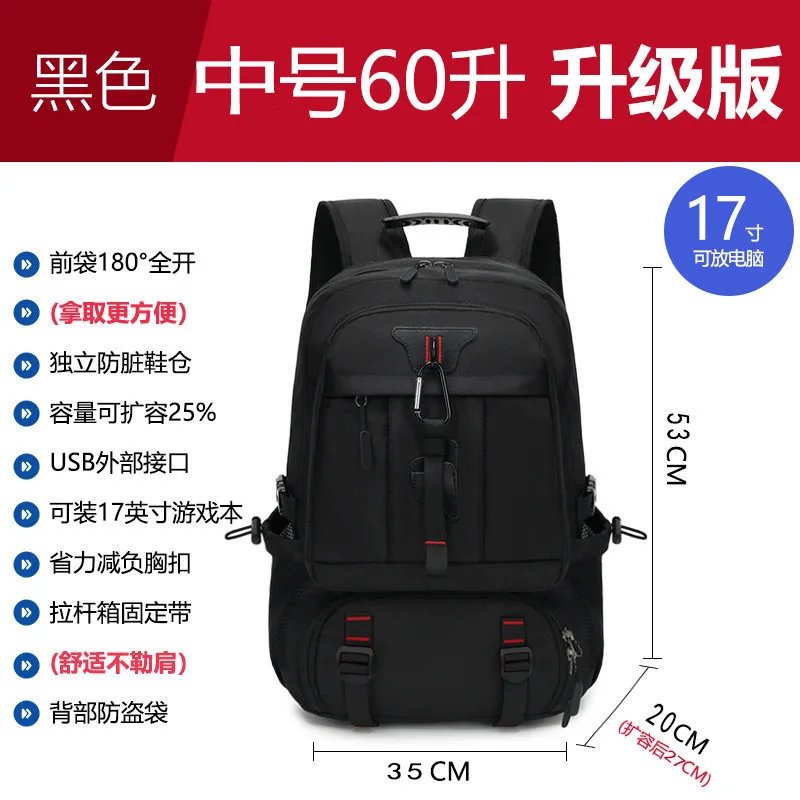 黑色 中号60升 升级版
17寸
可放电脑
前袋180°全开
(拿取更方便)
独立防脏鞋仓
容量可扩容25%
USB外部接口
可装17英寸游戏本
省力减负胸扣
拉杆箱固定带
(舒适不勒肩)
背部防盗袋
53CM
20CM
(扩容后27CM)
35CM